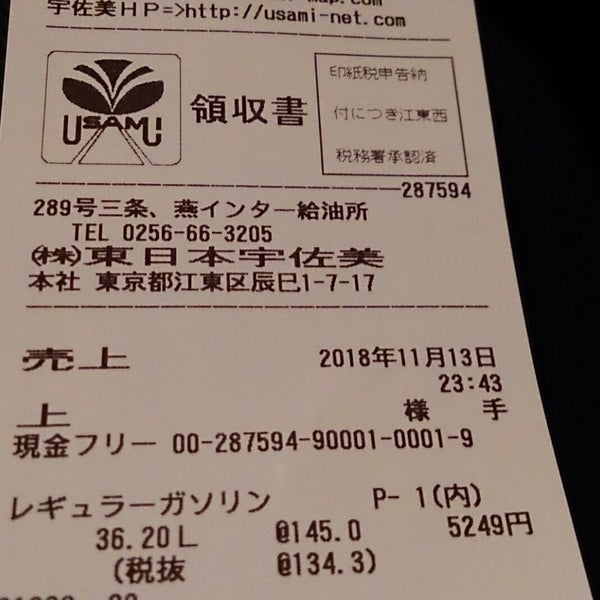 宇佐美HP=>http://usami-net.com
USAMI
領収書
印紙税申告納
付につき江東西
税務署承認済
287594
289号三条、燕インター給油所
TEL 0256-66-3205
㈱東日本宇佐美
本社 東京都江東区辰巳1-7-17
売上 2018年11月13日
23:43
上 様 手
現金フリー 00-287594-90001-0001-9
レギュラーガソリン P- 1(内)
36.20L @145.0 5249円
(税抜 @134.3)